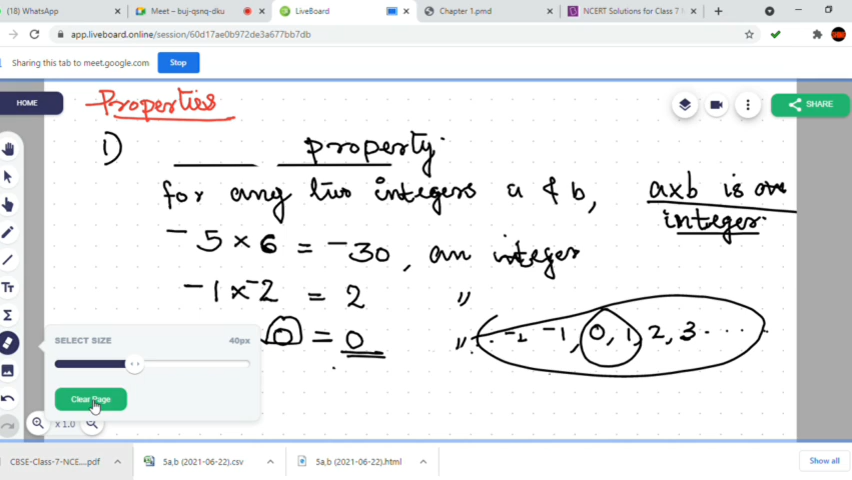 (18) WhatsApp
Meet – buj-qsnq-dku
LiveBoard
Chapter 1.pmd
NCERT Solutions for Class 7 M
app.liveboard.online/session/60d17ae0b972de3a677bb7db
Sharing this tab to meet.google.com
Stop
HOME
SHARE
Properties
1) ____ property.
for any two integers a & b, axb is an integer.
-5 × 6 = -30, an integer
-1 × -2 = 2 "
0 = 0 "
-1, 0, 1, 2, 3 ....
SELECT SIZE
40px
Clear Page
x 1.0
CBSE-Class-7-NCE....pdf
5a,b (2021-06-22).csv
5a,b (2021-06-22).html
Show all